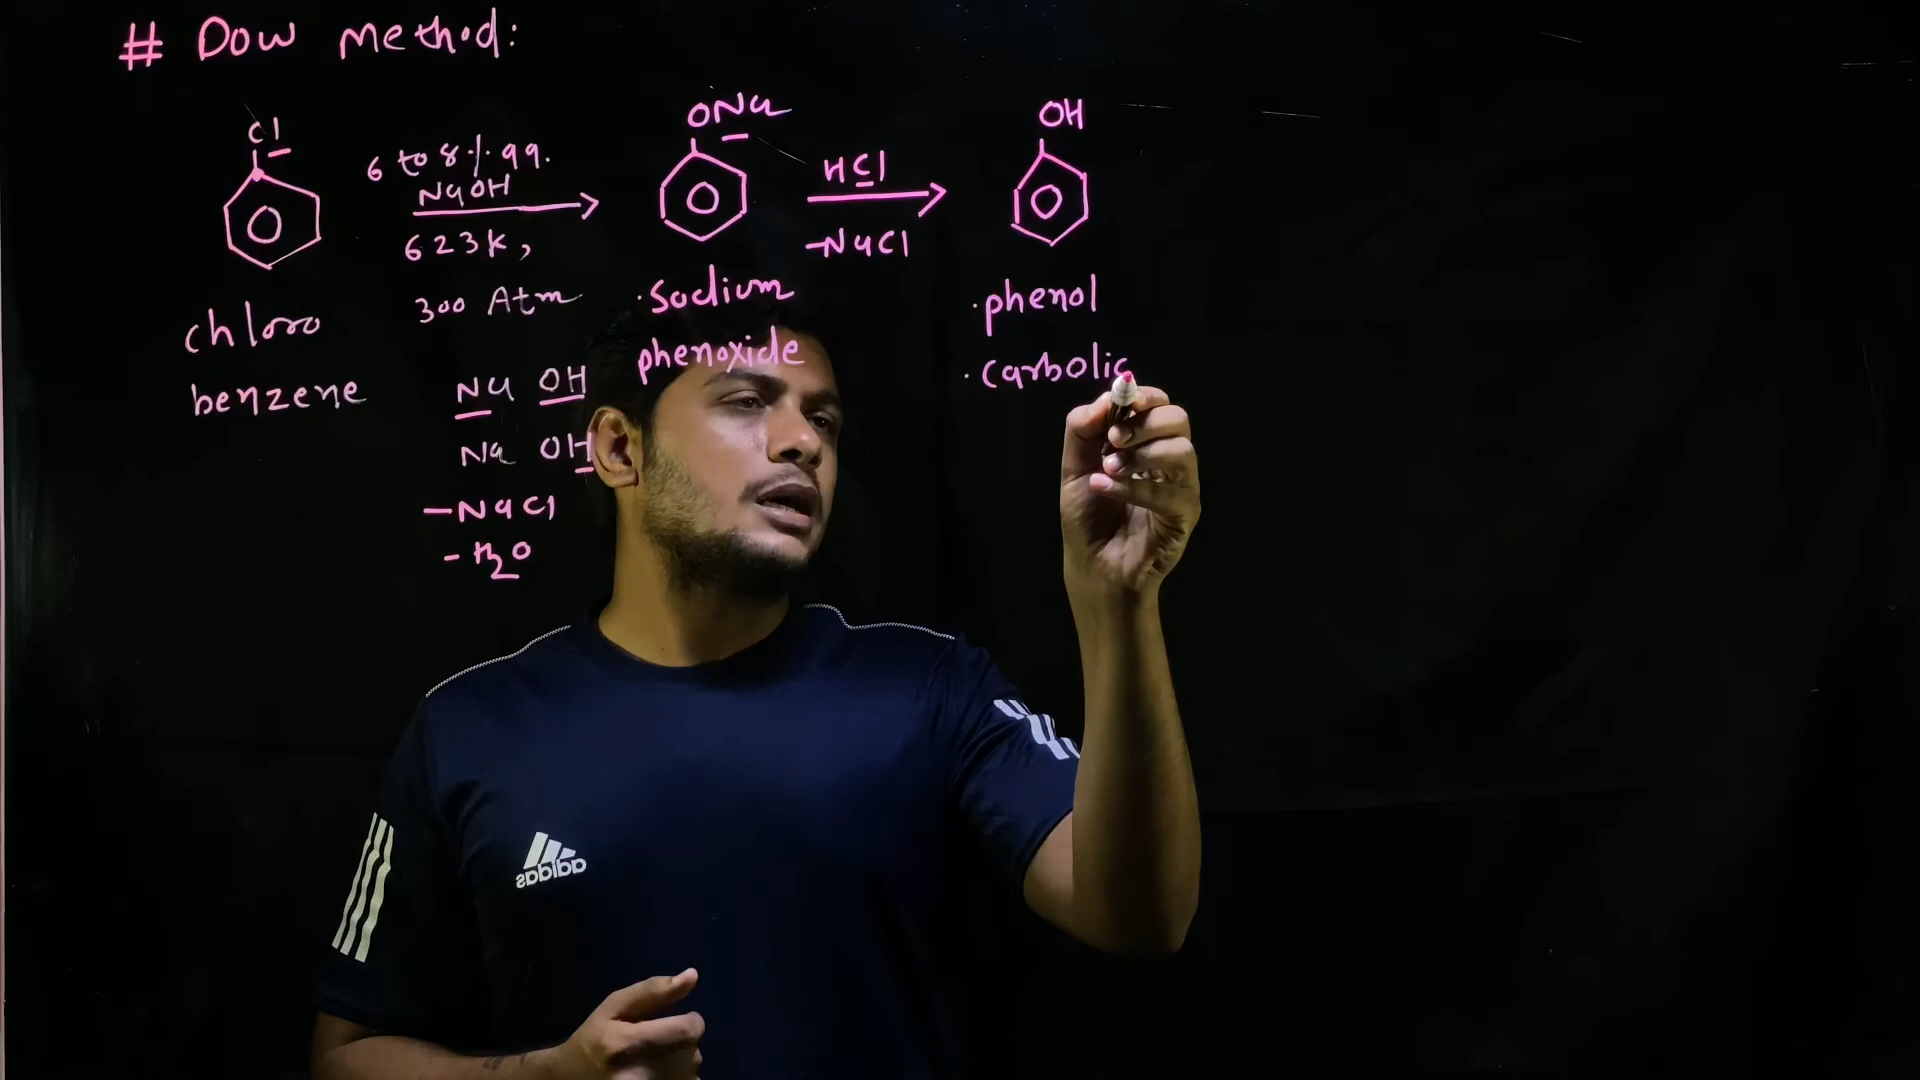 # Dow method:
Cl
6 to 8% aq.
NaOH
623K,
300 Atm
chloro
benzene
Na OH
Na OH
-NaCl
-H2O
ONa
HCl
-NaCl
· Sodium
phenoxide
OH
· phenol
· carbolic
adidas